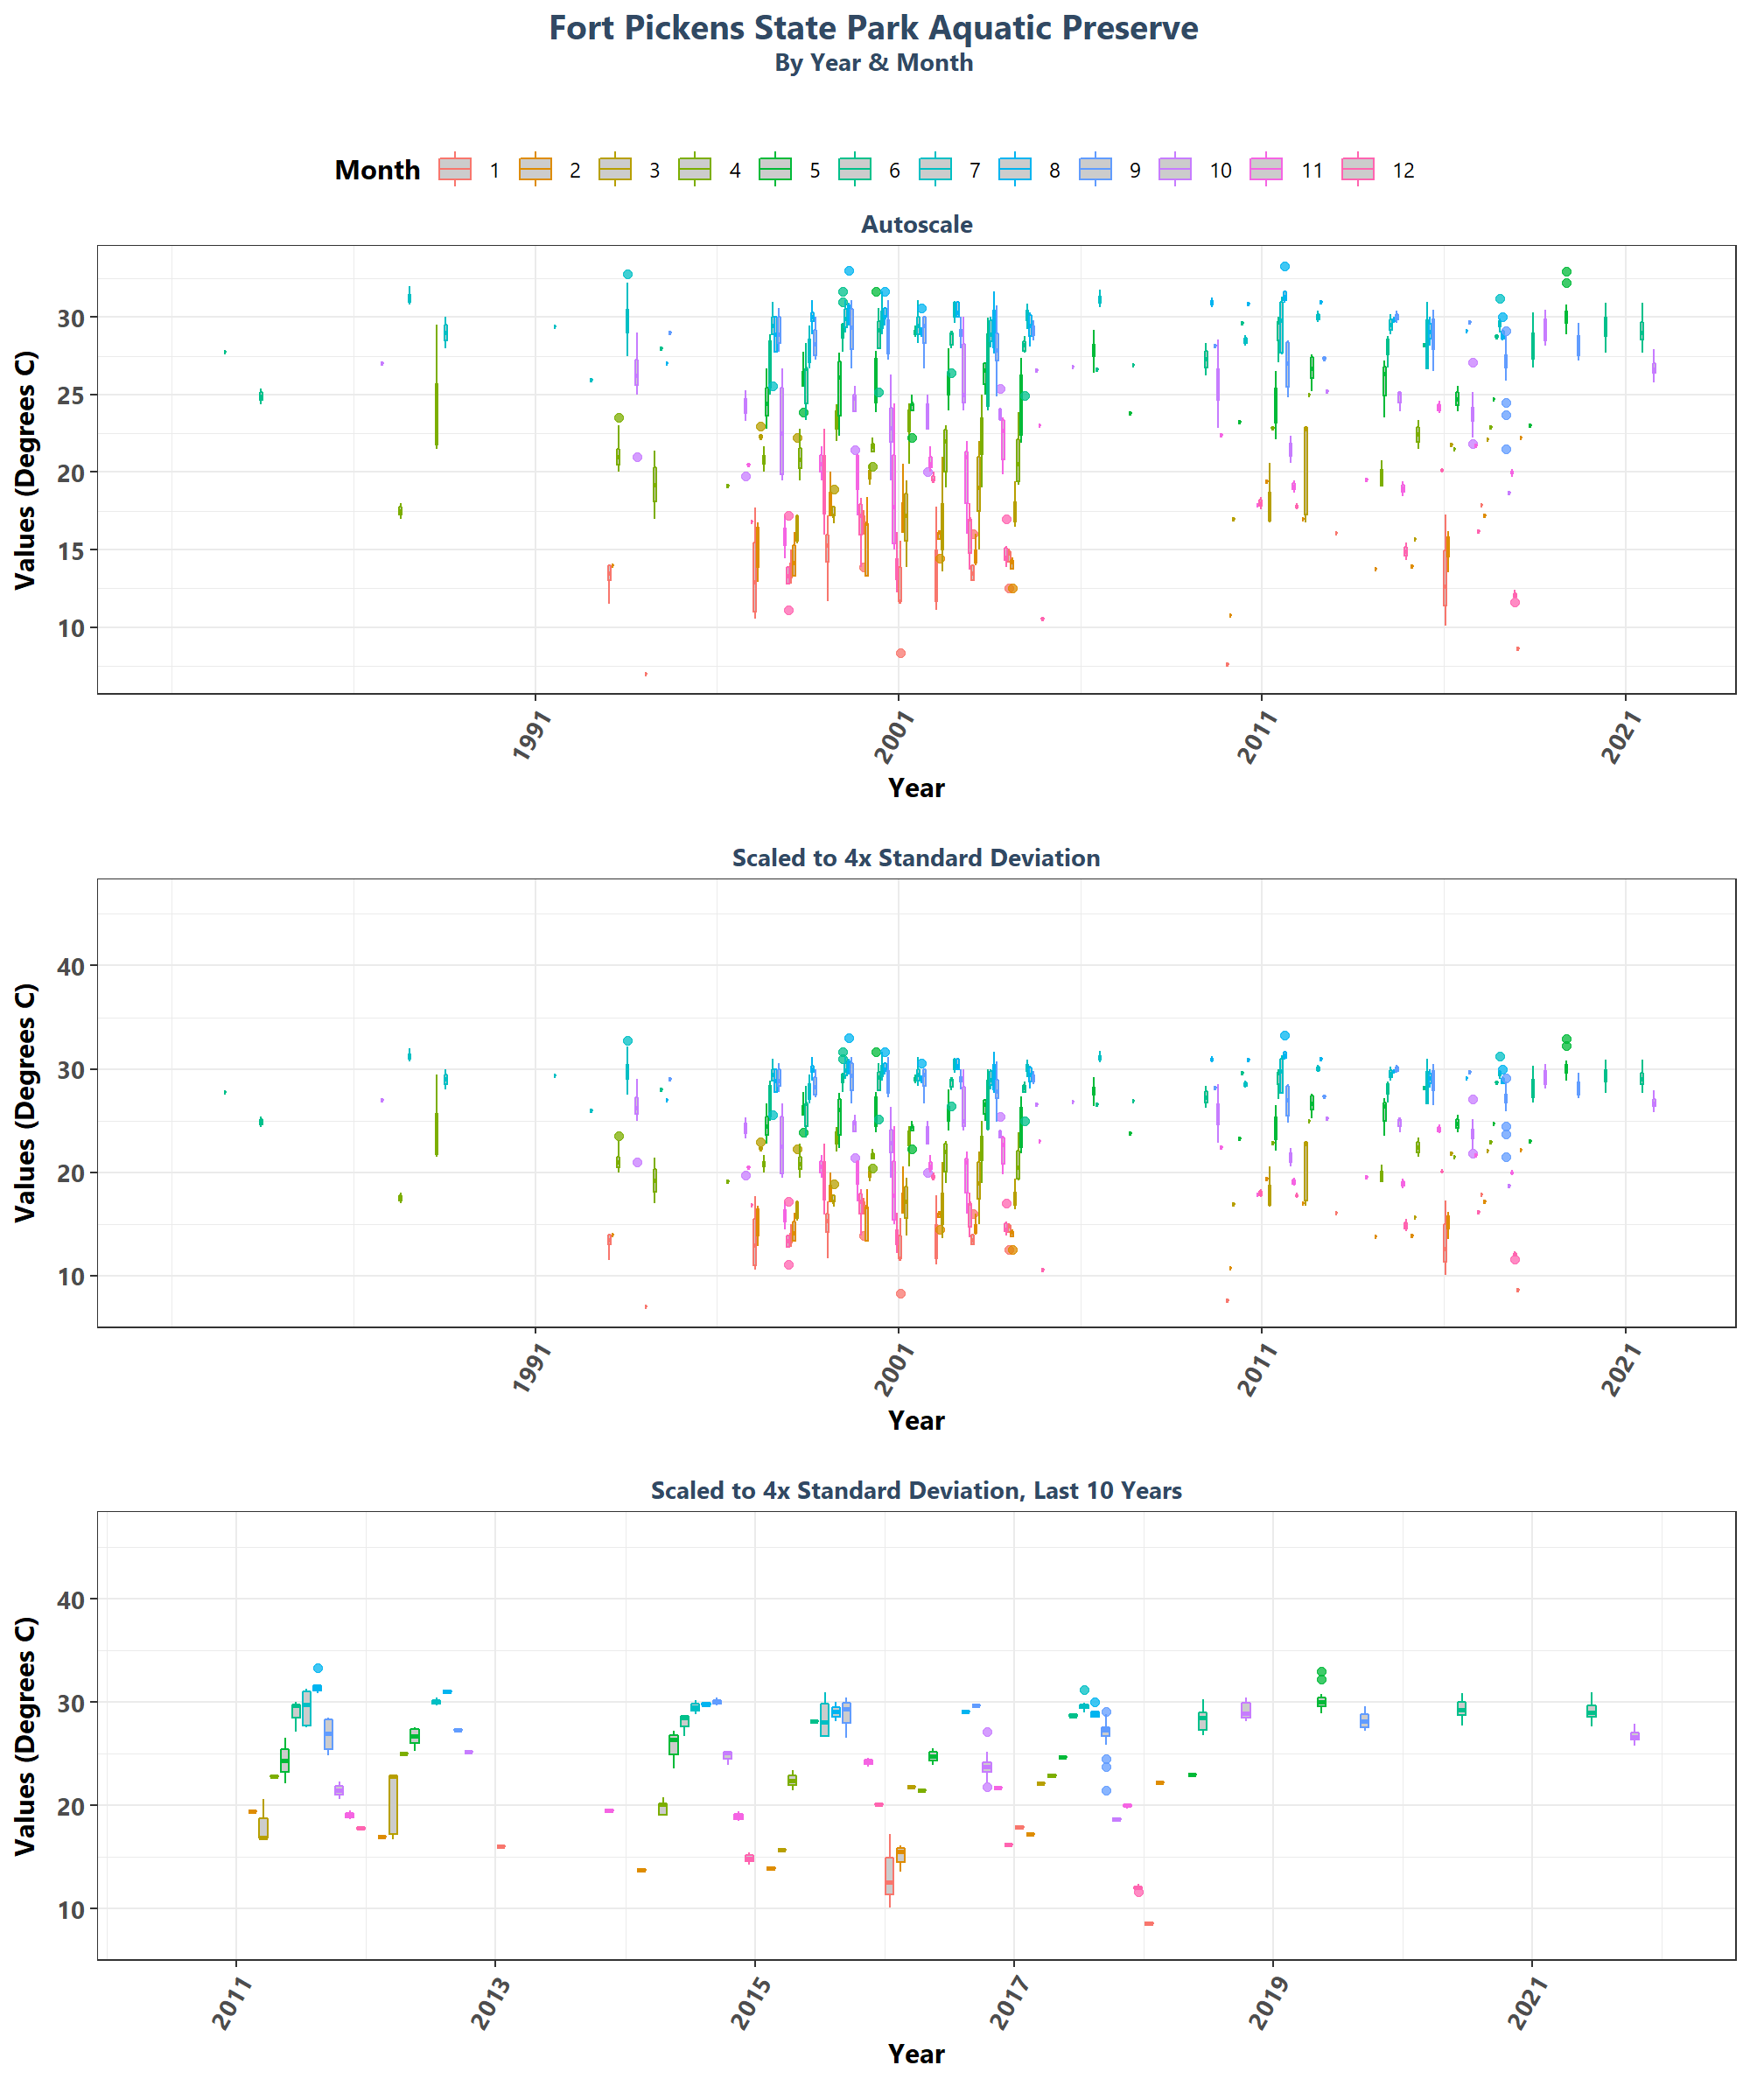 Fort Pickens State Park Aquatic Preserve
By Year & Month
Month 1 2 3 4 5 6 7 8 9 10 11 12
Autoscale
Values (Degrees C)
30
25
20
15
10
1991 2001 2011 2021
Year
Scaled to 4x Standard Deviation
Values (Degrees C)
40
30
20
10
1991 2001 2011 2021
Year
Scaled to 4x Standard Deviation, Last 10 Years
Values (Degrees C)
40
30
20
10
2011 2013 2015 2017 2019 2021
Year